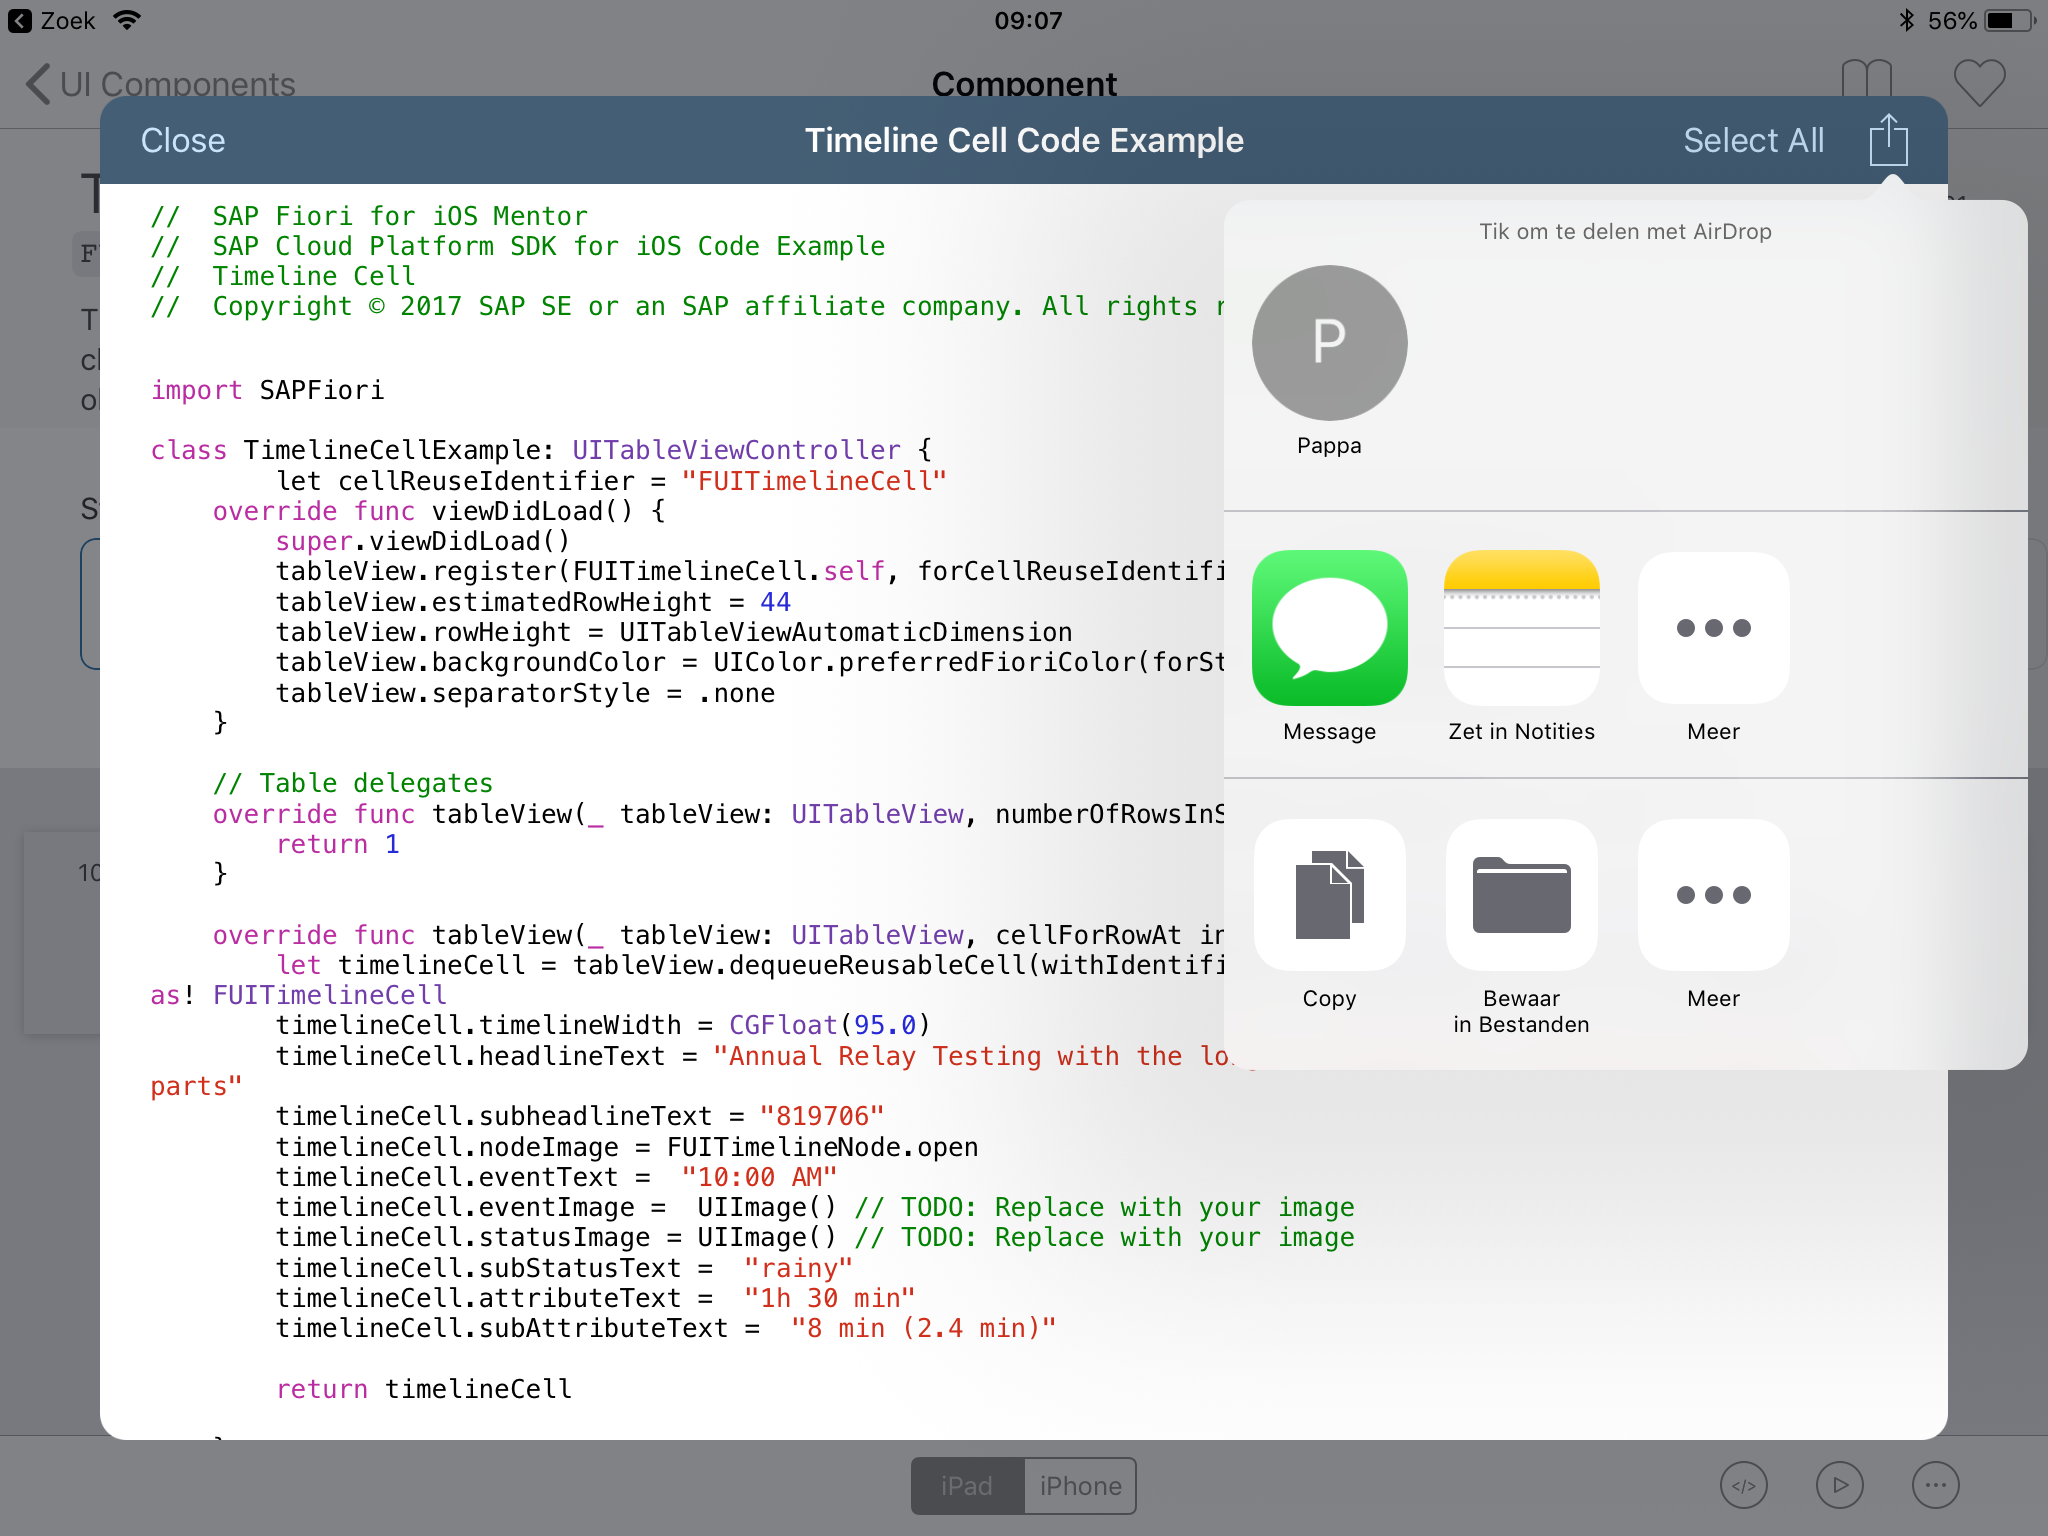 Zoek
09:07
56%
UI Components
Component
Close
Timeline Cell Code Example
Select All
//  SAP Fiori for iOS Mentor
//  SAP Cloud Platform SDK for iOS Code Example
//  Timeline Cell
//  Copyright © 2017 SAP SE or an SAP affiliate company. All rights
import SAPFiori
class TimelineCellExample: UITableViewController {
let cellReuseIdentifier = "FUITimelineCell"
override func viewDidLoad() {
super.viewDidLoad()
tableView.register(FUITimelineCell.self, forCellReuseIdentifi
tableView.estimatedRowHeight = 44
tableView.rowHeight = UITableViewAutomaticDimension
tableView.backgroundColor = UIColor.preferredFioriColor(forSt
tableView.separatorStyle = .none
}
// Table delegates
override func tableView(_ tableView: UITableView, numberOfRowsInS
return 1
}
override func tableView(_ tableView: UITableView, cellForRowAt in
let timelineCell = tableView.dequeueReusableCell(withIdentifi
as! FUITimelineCell
timelineCell.timelineWidth = CGFloat(95.0)
timelineCell.headlineText = "Annual Relay Testing with the
parts"
timelineCell.subheadlineText = "819706"
timelineCell.nodeImage = FUITimelineNode.open
timelineCell.eventText =  "10:00 AM"
timelineCell.eventImage =  UIImage() // TODO: Replace with your image
timelineCell.statusImage = UIImage() // TODO: Replace with your image
timelineCell.subStatusText =  "rainy"
timelineCell.attributeText =  "1h 30 min"
timelineCell.subAttributeText =  "8 min (2.4 min)"
return timelineCell
Tik om te delen met AirDrop
P
Pappa
Message
Zet in Notities
Meer
Copy
Bewaar
in Bestanden
Meer
iPad
iPhone
</>